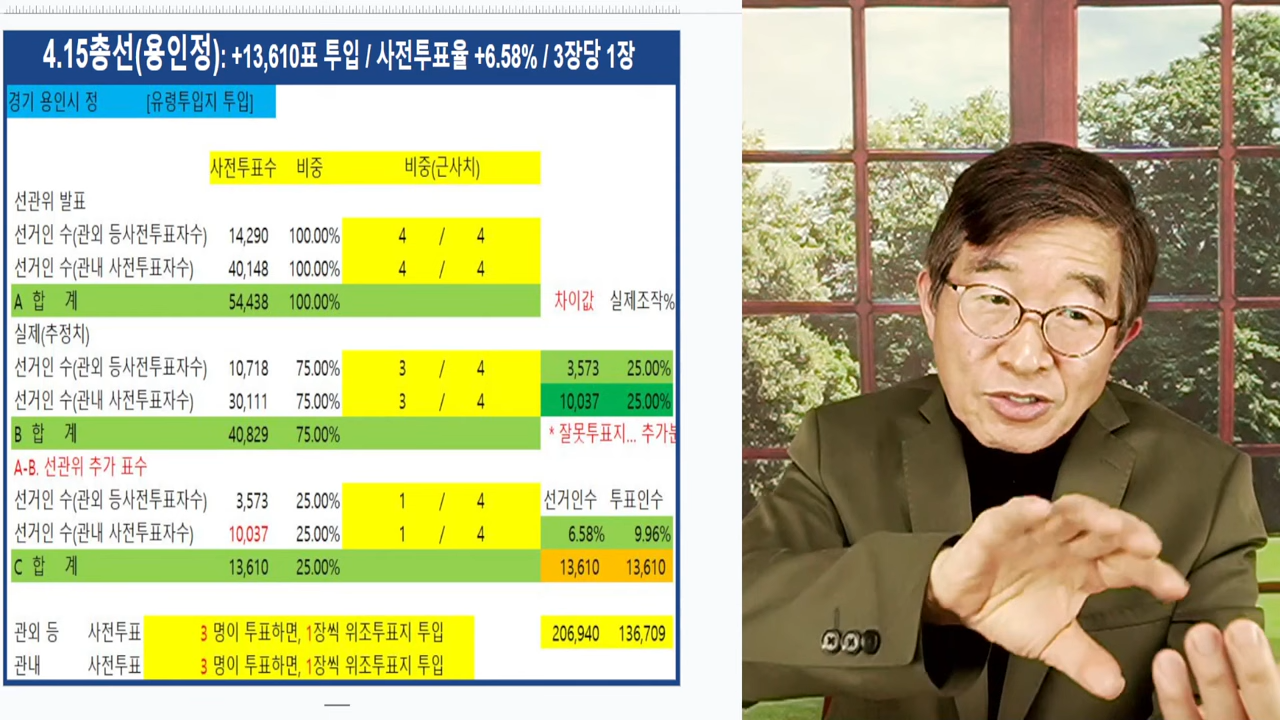 4.15총선(용인정): +13,610표 투입 / 사전투표율 +6.58% / 3장당 1장
경기 용인시 정 [유령투입지 투입]
사전투표수 비중 비중(근사치)
선관위 발표
선거인 수(관외 등사전투표자수) 14,290 100.00% 4 / 4
선거인 수(관내 사전투표자수) 40,148 100.00% 4 / 4
A 합 계 54,438 100.00% 차이값 실제조작%
실제(추정치)
선거인 수(관외 등사전투표자수) 10,718 75.00% 3 / 4 3,573 25.00%
선거인 수(관내 사전투표자수) 30,111 75.00% 3 / 4 10,037 25.00%
B 합 계 40,829 75.00% * 잘못투표지... 추가분
A-B. 선관위 추가 표수
선거인 수(관외 등사전투표자수) 3,573 25.00% 1 / 4 선거인수 투표인수
선거인 수(관내 사전투표자수) 10,037 25.00% 1 / 4 6.58% 9.96%
C 합 계 13,610 25.00% 13,610 13,610
관외 등 사전투표 3 명이 투표하면, 1장씩 위조투표지 투입 206,940 136,709
관내 사전투표 3 명이 투표하면, 1장씩 위조투표지 투입